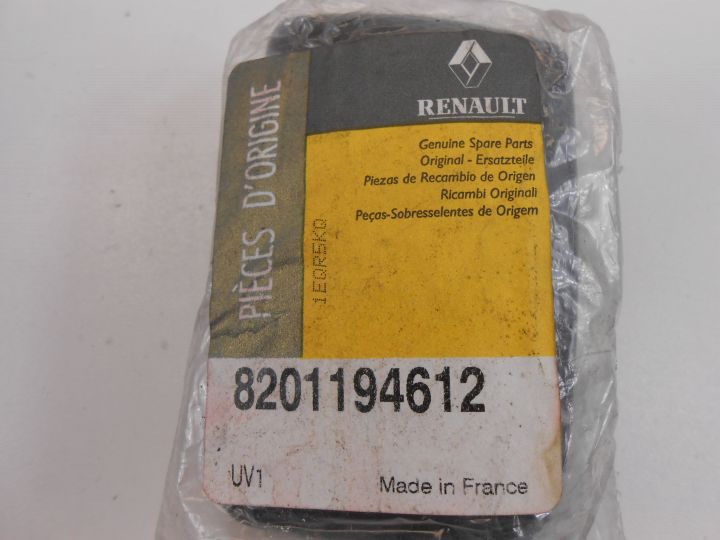 RENAULT
PIÈCES D'ORIGINE
Genuine Spare Parts
Original - Ersatzteile
Piezas de Recambio de Origen
Ricambi Originali
Peças-Sobresselentes de Origem
1EQR5KQ
8201194612
UV1
Made in France